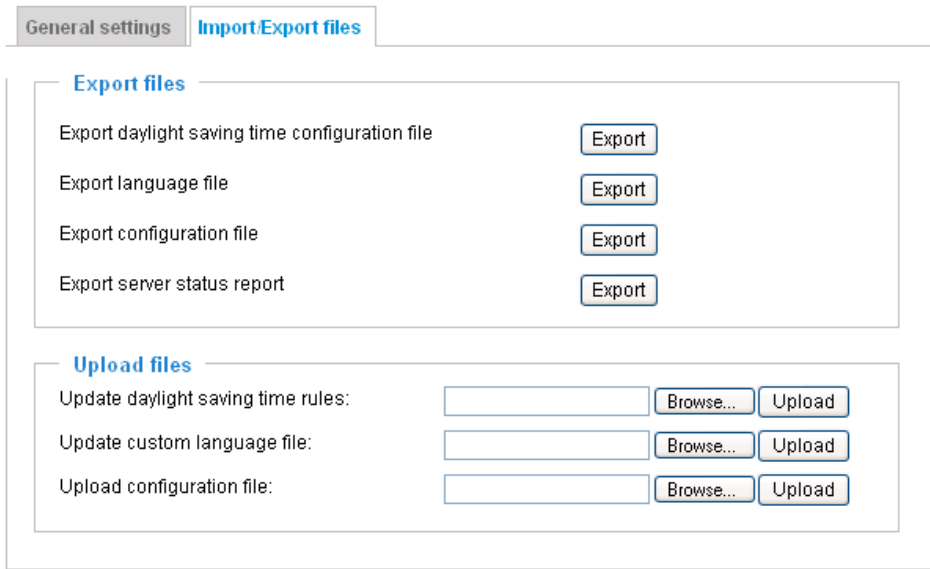 General settings Import/Export files
Export files
Export daylight saving time configuration file Export
Export language file Export
Export configuration file Export
Export server status report Export
Upload files
Update daylight saving time rules: Browse... Upload
Update custom language file: Browse... Upload
Upload configuration file: Browse... Upload